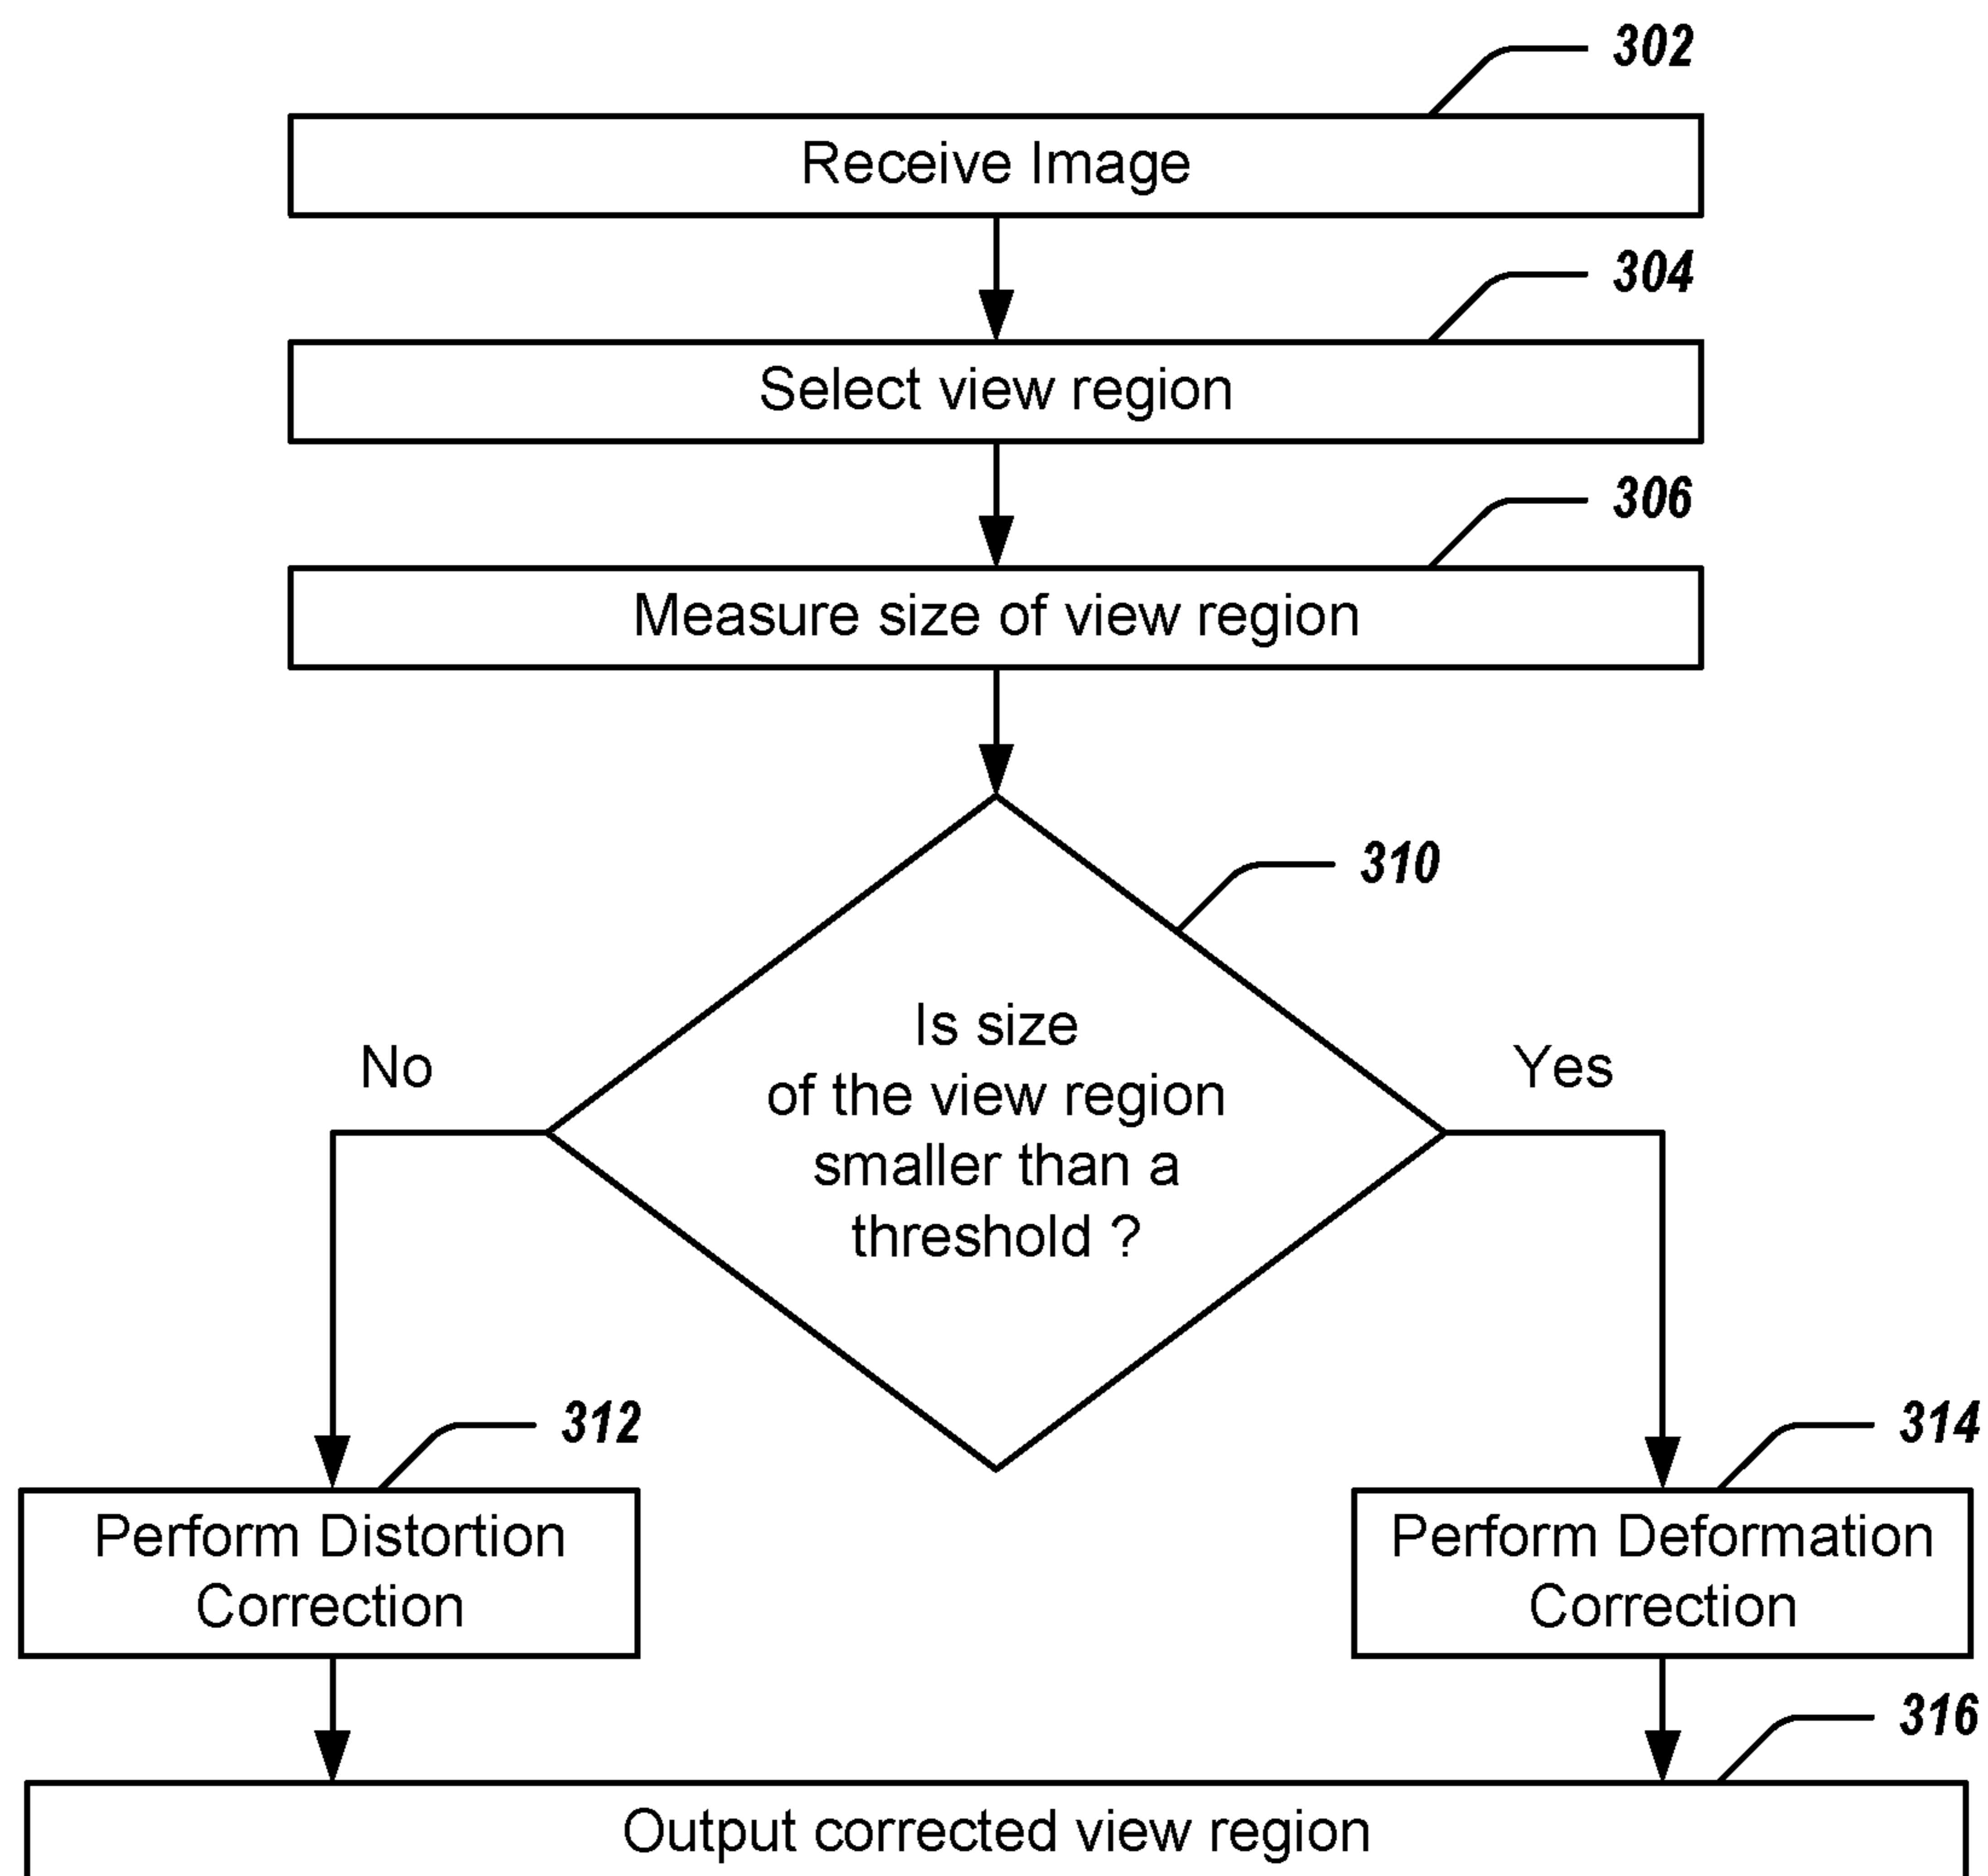 302
Receive Image
304
Select view region
306
Measure size of view region
310
Is size
of the view region
smaller than a
threshold ?
No
Yes
312
Perform Distortion
Correction
314
Perform Deformation
Correction
316
Output corrected view region